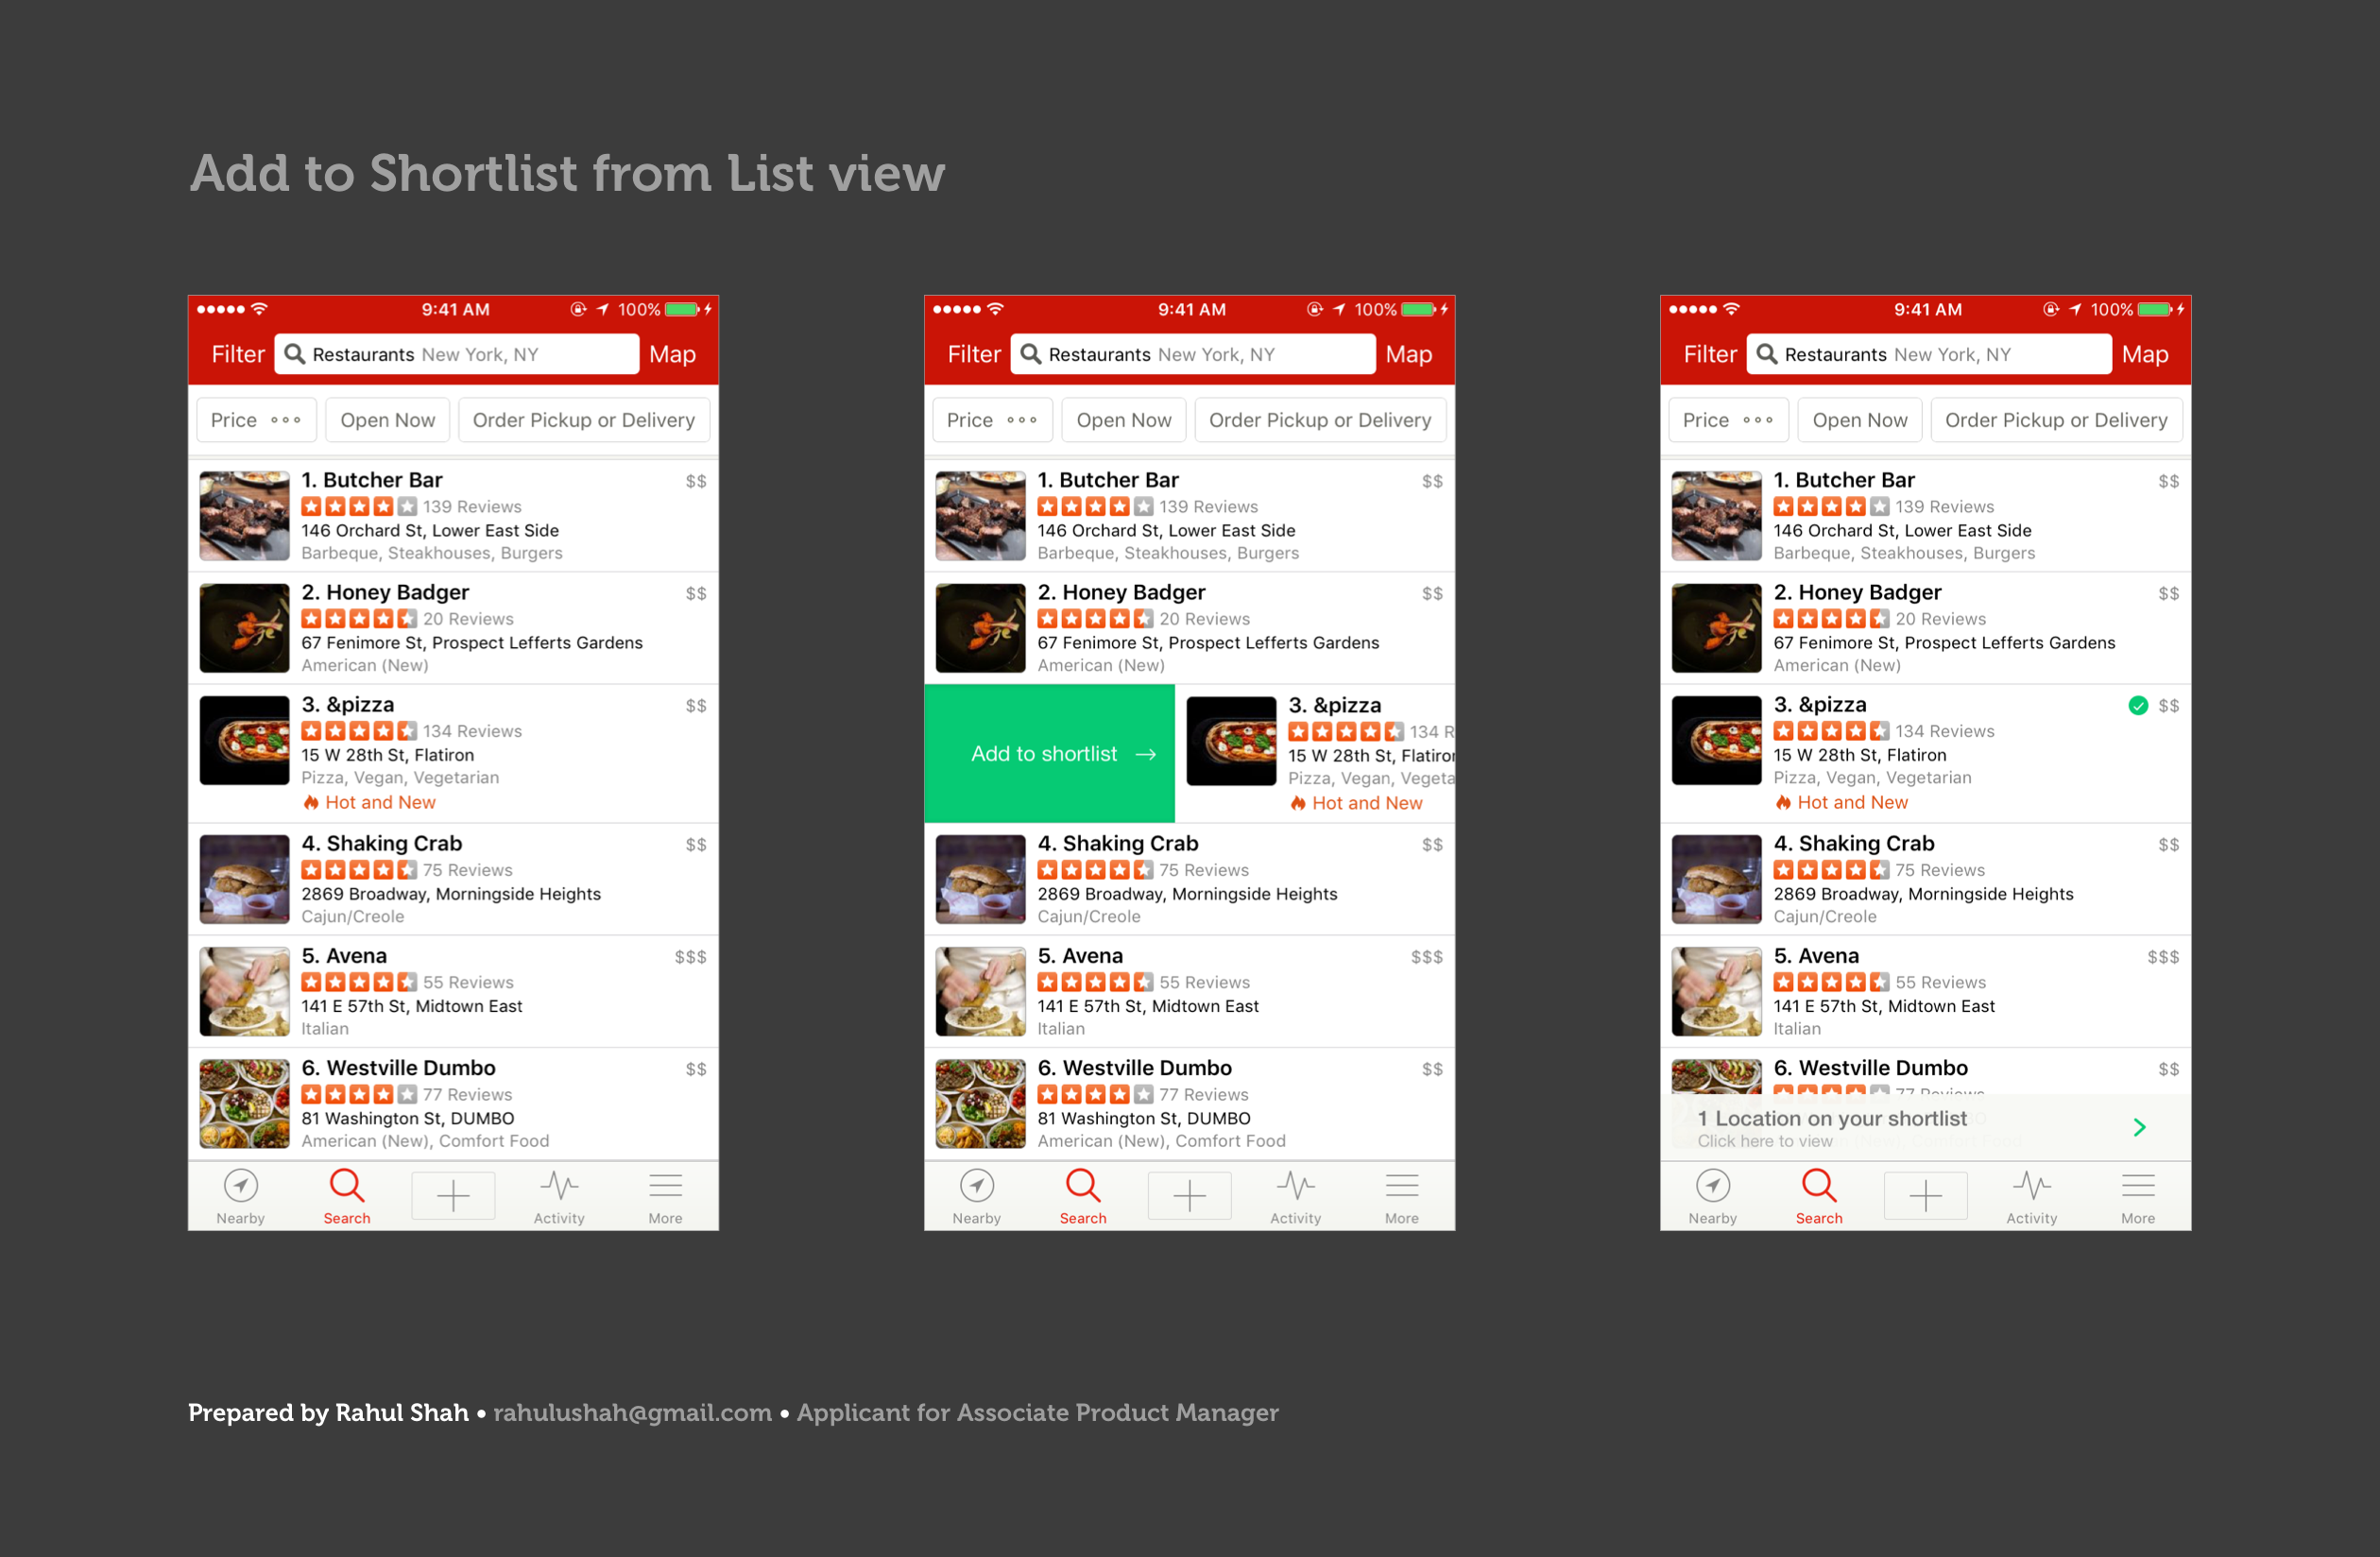 Add to Shortlist from List view
9:41 AM 100%
Filter Restaurants New York, NY Map
Price Open Now Order Pickup or Delivery
1. Butcher Bar $$
139 Reviews
146 Orchard St, Lower East Side
Barbeque, Steakhouses, Burgers
2. Honey Badger $$
20 Reviews
67 Fenimore St, Prospect Lefferts Gardens
American (New)
3. &pizza $$
134 Reviews
15 W 28th St, Flatiron
Pizza, Vegan, Vegetarian
Hot and New
4. Shaking Crab $$
75 Reviews
2869 Broadway, Morningside Heights
Cajun/Creole
5. Avena $$$
55 Reviews
141 E 57th St, Midtown East
Italian
6. Westville Dumbo $$
77 Reviews
81 Washington St, DUMBO
American (New), Comfort Food
Nearby Search Activity More
9:41 AM 100%
Filter Restaurants New York, NY Map
Price Open Now Order Pickup or Delivery
1. Butcher Bar $$
139 Reviews
146 Orchard St, Lower East Side
Barbeque, Steakhouses, Burgers
2. Honey Badger $$
20 Reviews
67 Fenimore St, Prospect Lefferts Gardens
American (New)
Add to shortlist →
3. &pizza
134 R
15 W 28th St, Flatiron
Pizza, Vegan, Vegeta
Hot and New
4. Shaking Crab $$
75 Reviews
2869 Broadway, Morningside Heights
Cajun/Creole
5. Avena $$$
55 Reviews
141 E 57th St, Midtown East
Italian
6. Westville Dumbo $$
77 Reviews
81 Washington St, DUMBO
American (New), Comfort Food
Nearby Search Activity More
9:41 AM 100%
Filter Restaurants New York, NY Map
Price Open Now Order Pickup or Delivery
1. Butcher Bar $$
139 Reviews
146 Orchard St, Lower East Side
Barbeque, Steakhouses, Burgers
2. Honey Badger $$
20 Reviews
67 Fenimore St, Prospect Lefferts Gardens
American (New)
3. &pizza $$
134 Reviews
15 W 28th St, Flatiron
Pizza, Vegan, Vegetarian
Hot and New
4. Shaking Crab $$
75 Reviews
2869 Broadway, Morningside Heights
Cajun/Creole
5. Avena $$$
55 Reviews
141 E 57th St, Midtown East
Italian
6. Westville Dumbo $$
77 Reviews
1 Location on your shortlist
Click here to view
Nearby Search Activity More
Prepared by Rahul Shah • rahulushah@gmail.com • Applicant for Associate Product Manager